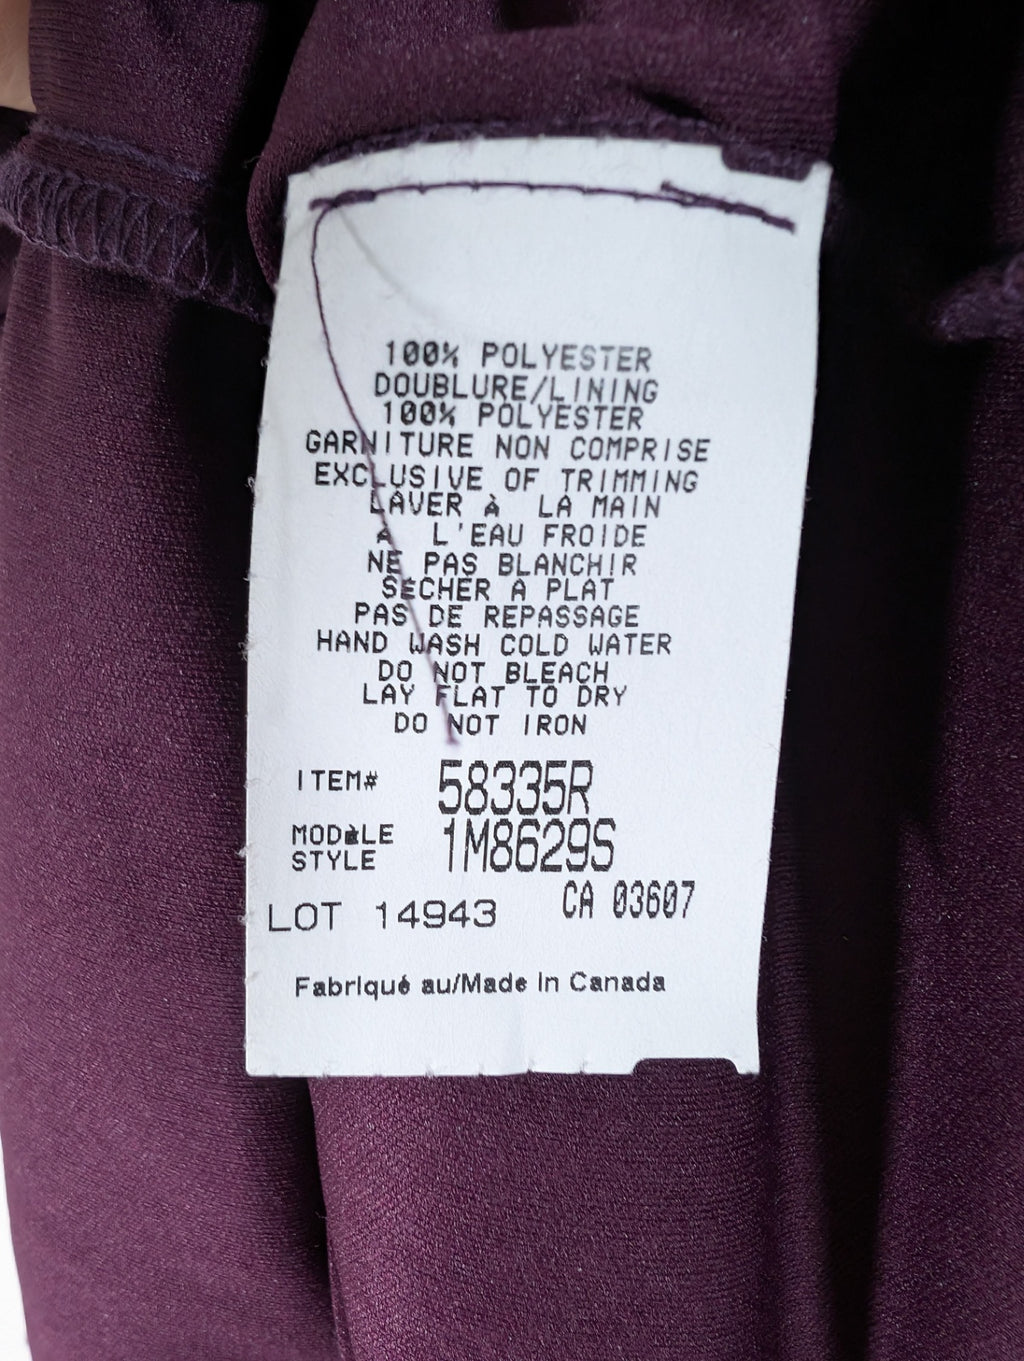 100% POLYESTER
DOUBLURE/LINING
100% POLYESTER
GARNITURE NON COMPRISE
EXCLUSIVE OF TRIMMING
LAVER à LA MAIN
à L'EAU FROIDE
NE PAS BLANCHIR
SÉCHER A PLAT
PAS DE REPASSAGE
HAND WASH COLD WATER
DO NOT BLEACH
LAY FLAT TO DRY
DO NOT IRON
ITEM# 58335R
MODèLE
STYLE 1M8629S
LOT 14943 CA 03607
Fabriqué au/Made in Canada